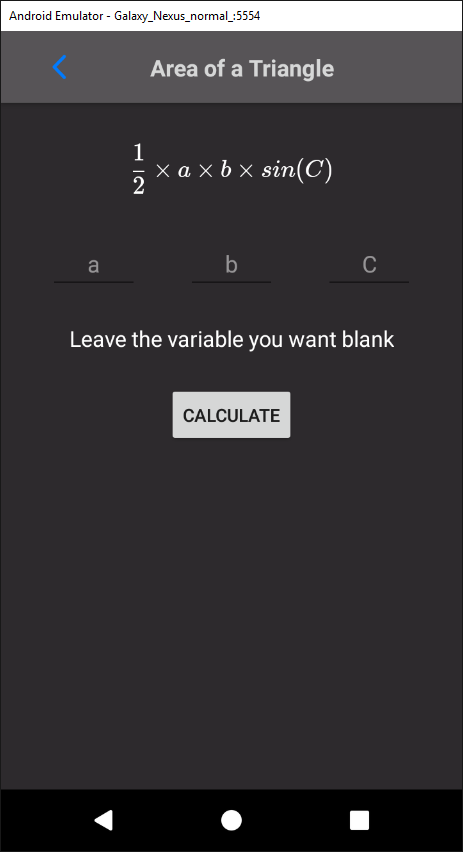 Android Emulator - Galaxy_Nexus_normal_:5554
Area of a Triangle
1/2 × a × b × sin(C)
a b C
Leave the variable you want blank
CALCULATE